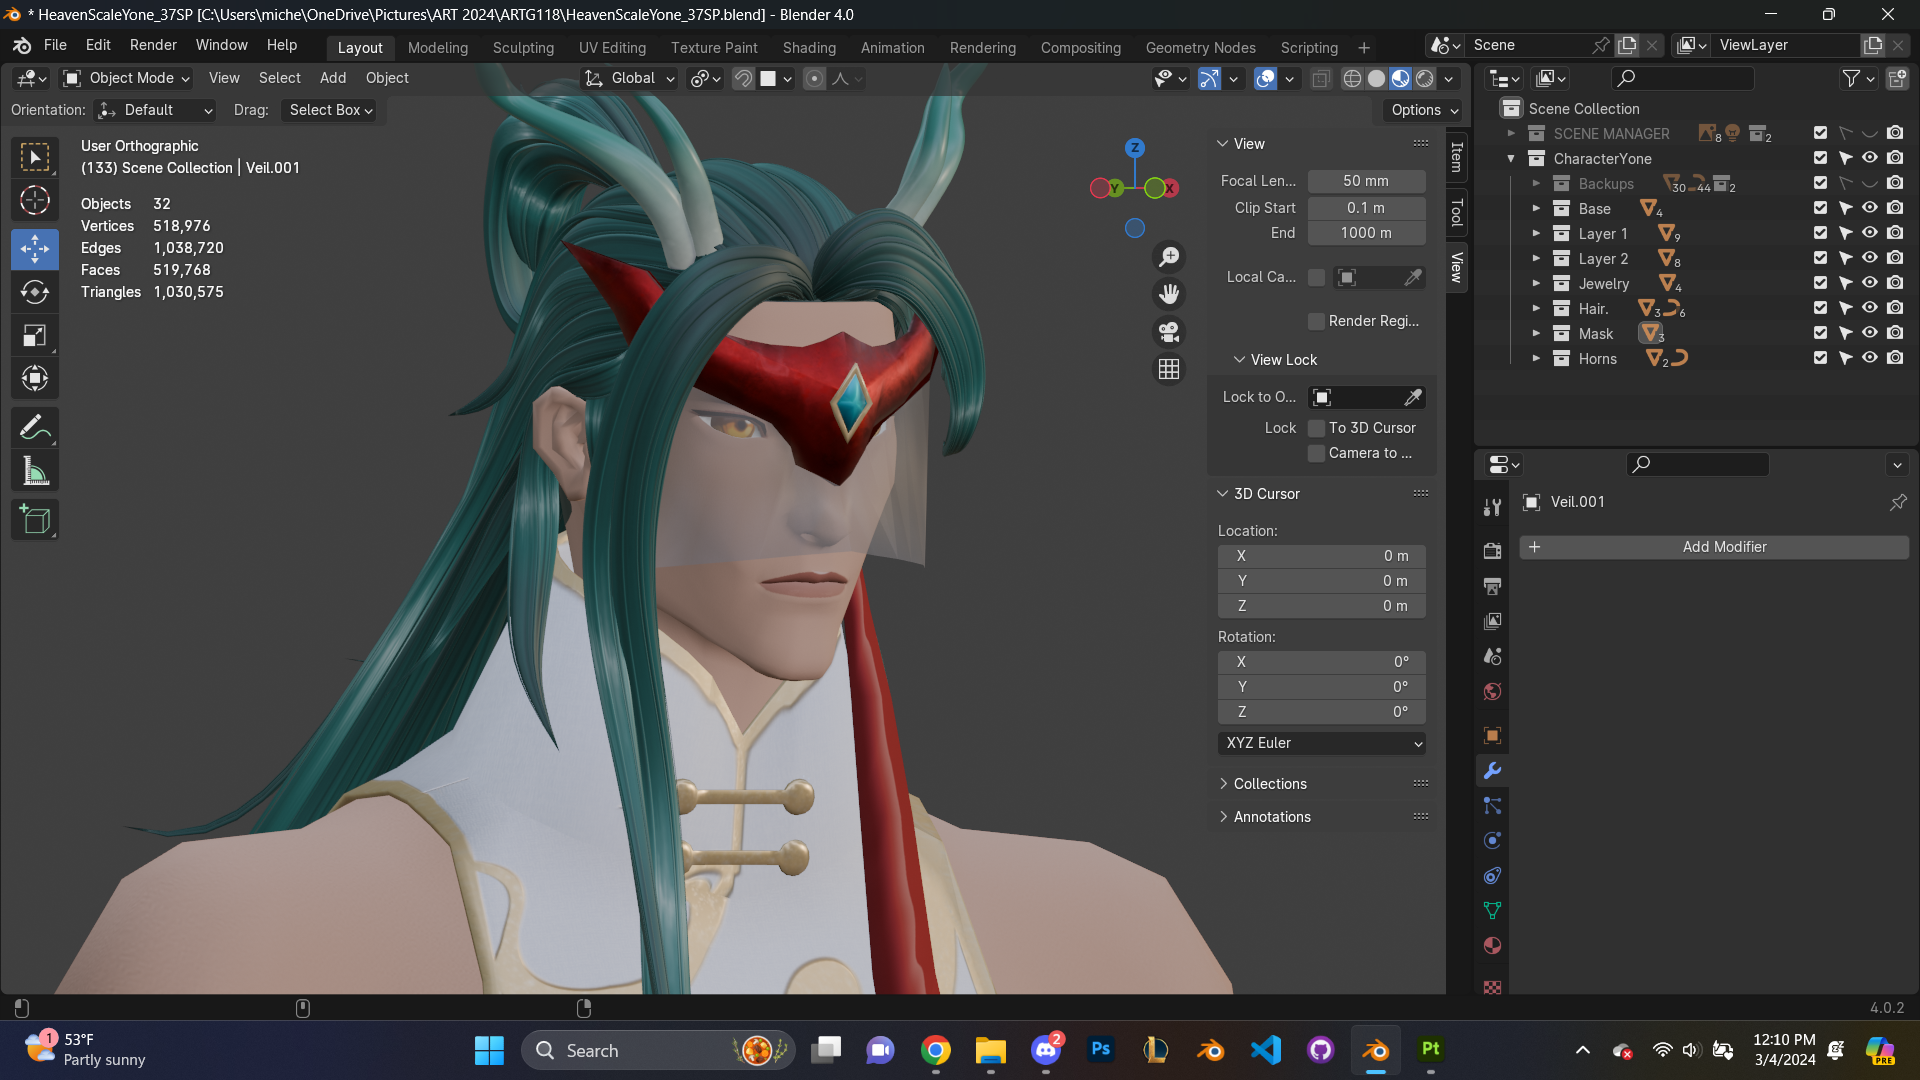 * HeavenScaleYone_37SP [C:\Users\miche\OneDrive\Pictures\ART 2024\ARTG118\HeavenScaleYone_37SP.blend] - Blender 4.0
File Edit Render Window Help Layout Modeling Sculpting UV Editing Texture Paint Shading Animation Rendering Compositing Geometry Nodes Scripting + Scene ViewLayer
Object Mode View Select Add Object Global
Orientation: Default Drag: Select Box Options
User Orthographic
(133) Scene Collection | Veil.001
Objects 32
Vertices 518,976
Edges 1,038,720
Faces 519,768
Triangles 1,030,575
Z
Y
X
View
Focal Len... 50 mm
Clip Start 0.1 m
End 1000 m
Local Ca...
Render Regi...
View Lock
Lock to O...
Lock To 3D Cursor
Camera to ...
3D Cursor
Location:
X 0 m
Y 0 m
Z 0 m
Rotation:
X 0°
Y 0°
Z 0°
XYZ Euler
Collections
Annotations
Item
Tool
View
Scene Collection
SCENE MANAGER 8 2
CharacterYone
Backups 30 44 2
Base 4
Layer 1 9
Layer 2 8
Jewelry 4
Hair. 3 6
Mask 3
Horns 2
Veil.001
+ Add Modifier
4.0.2
1
53°F
Partly sunny
Search
2
Ps
L
Pt
12:10 PM
3/4/2024
PRE